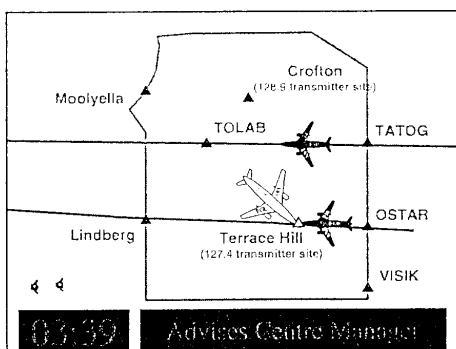 Crofton
(128.9 transmitter site)
Moolyella
TOLAB
TATOG
OSTAR
Lindberg
Terrace Hill
(127.4 transmitter site)
VISIK
03:39
Advises Centre Manager